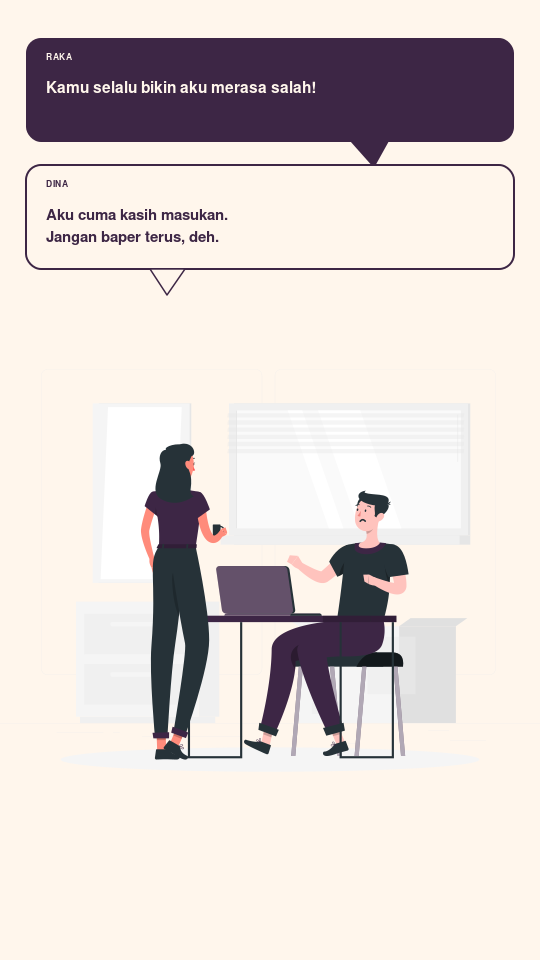 RAKA
Kamu selalu bikin aku merasa salah!
DINA
Aku cuma kasih masukan.
Jangan baper terus, deh.